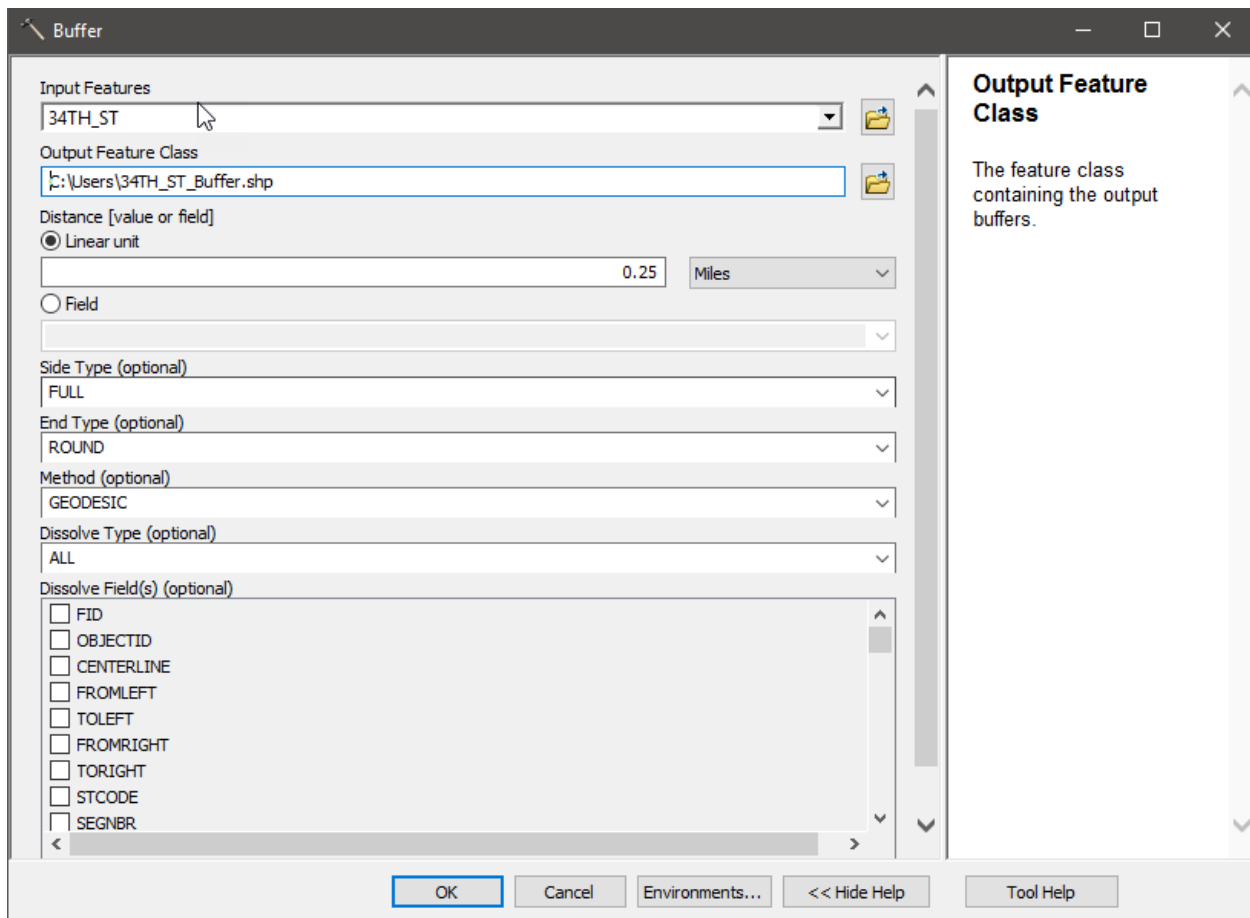 Buffer
Input Features
34TH_ST
Output Feature Class
C:\Users\34TH_ST_Buffer.shp
Distance [value or field]
Linear unit
0.25 Miles
Field
Side Type (optional)
FULL
End Type (optional)
ROUND
Method (optional)
GEODESIC
Dissolve Type (optional)
ALL
Dissolve Field(s) (optional)
FID
OBJECTID
CENTERLINE
FROMLEFT
TOLEFT
FROMRIGHT
TORIGHT
STCODE
SEGNBR
Output Feature
Class
The feature class
containing the output
buffers.
OK Cancel Environments... << Hide Help Tool Help